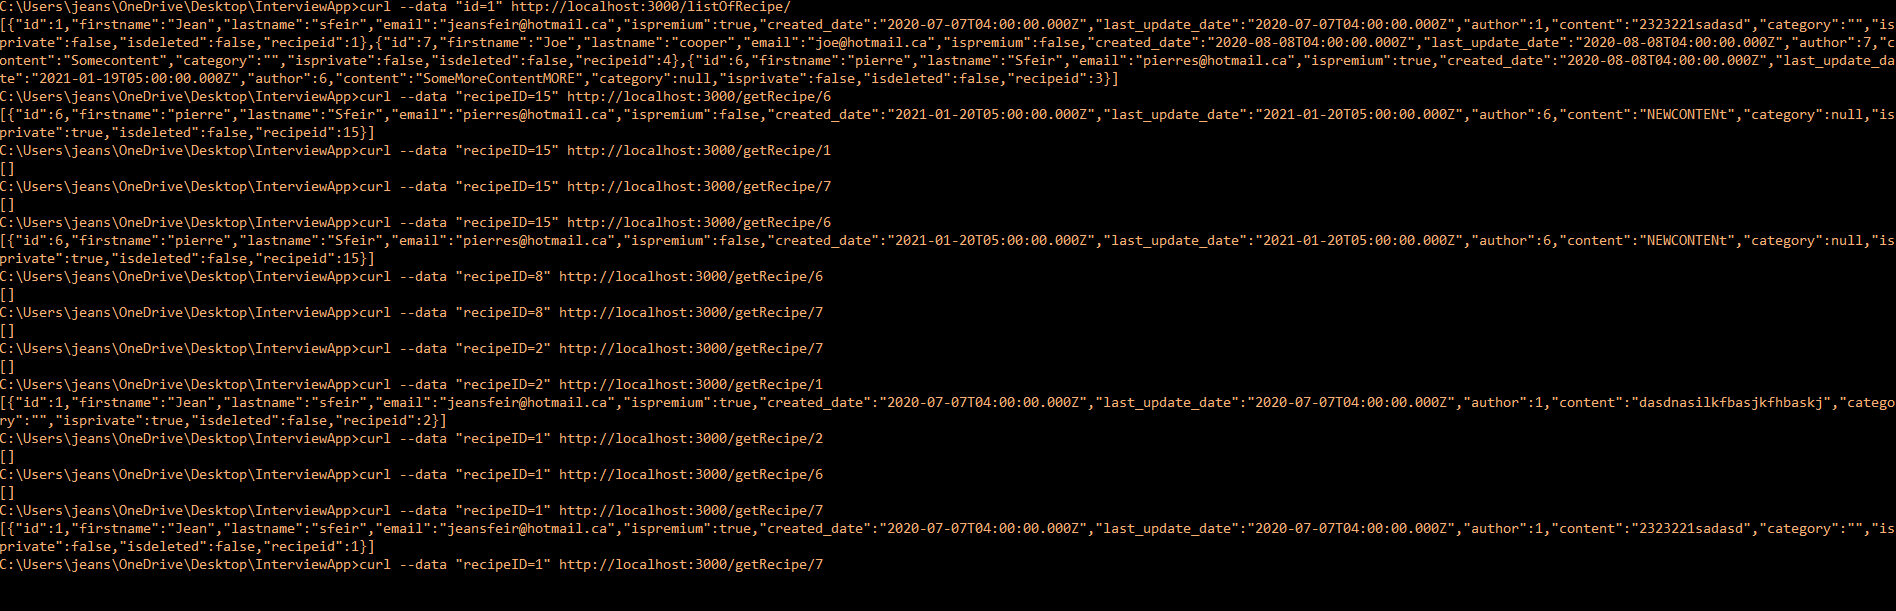 C:\Users\jeans\OneDrive\Desktop\InterviewApp>curl --data "id=1" http://localhost:3000/listOfRecipe/
[{"id":1,"firstname":"Jean","lastname":"sfeir","email":"jeansfeir@hotmail.ca","ispremium":true,"created_date":"2020-07-07T04:00:00.000Z","last_update_date":"2020-07-07T04:00:00.000Z","author":1,"content":"2323221sadasd","category":"","is
private":false,"isdeleted":false,"recipeid":1},{"id":7,"firstname":"Joe","lastname":"cooper","email":"joe@hotmail.ca","ispremium":false,"created_date":"2020-08-08T04:00:00.000Z","last_update_date":"2020-08-08T04:00:00.000Z","author":7,"c
ontent":"Somecontent","category":"","isprivate":false,"isdeleted":false,"recipeid":4},{"id":6,"firstname":"pierre","lastname":"Sfeir","email":"pierres@hotmail.ca","ispremium":true,"created_date":"2020-08-08T04:00:00.000Z","last_update_da
te":"2021-01-19T05:00:00.000Z","author":6,"content":"SomeMoreContentMORE","category":null,"isprivate":false,"isdeleted":false,"recipeid":3}]
C:\Users\jeans\OneDrive\Desktop\InterviewApp>curl --data "recipeID=15" http://localhost:3000/getRecipe/6
[{"id":6,"firstname":"pierre","lastname":"Sfeir","email":"pierres@hotmail.ca","ispremium":false,"created_date":"2021-01-20T05:00:00.000Z","last_update_date":"2021-01-20T05:00:00.000Z","author":6,"content":"NEWCONTENt","category":null,"is
private":true,"isdeleted":false,"recipeid":15}]
C:\Users\jeans\OneDrive\Desktop\InterviewApp>curl --data "recipeID=15" http://localhost:3000/getRecipe/1
[]
C:\Users\jeans\OneDrive\Desktop\InterviewApp>curl --data "recipeID=15" http://localhost:3000/getRecipe/7
[]
C:\Users\jeans\OneDrive\Desktop\InterviewApp>curl --data "recipeID=15" http://localhost:3000/getRecipe/6
[{"id":6,"firstname":"pierre","lastname":"Sfeir","email":"pierres@hotmail.ca","ispremium":false,"created_date":"2021-01-20T05:00:00.000Z","last_update_date":"2021-01-20T05:00:00.000Z","author":6,"content":"NEWCONTENt","category":null,"is
private":true,"isdeleted":false,"recipeid":15}]
C:\Users\jeans\OneDrive\Desktop\InterviewApp>curl --data "recipeID=8" http://localhost:3000/getRecipe/6
[]
C:\Users\jeans\OneDrive\Desktop\InterviewApp>curl --data "recipeID=8" http://localhost:3000/getRecipe/7
[]
C:\Users\jeans\OneDrive\Desktop\InterviewApp>curl --data "recipeID=2" http://localhost:3000/getRecipe/7
[]
C:\Users\jeans\OneDrive\Desktop\InterviewApp>curl --data "recipeID=2" http://localhost:3000/getRecipe/1
[{"id":1,"firstname":"Jean","lastname":"sfeir","email":"jeansfeir@hotmail.ca","ispremium":true,"created_date":"2020-07-07T04:00:00.000Z","last_update_date":"2020-07-07T04:00:00.000Z","author":1,"content":"dasdnasilkfbasjkfhbaskj","catego
ry":"","isprivate":true,"isdeleted":false,"recipeid":2}]
C:\Users\jeans\OneDrive\Desktop\InterviewApp>curl --data "recipeID=1" http://localhost:3000/getRecipe/2
[]
C:\Users\jeans\OneDrive\Desktop\InterviewApp>curl --data "recipeID=1" http://localhost:3000/getRecipe/6
[]
C:\Users\jeans\OneDrive\Desktop\InterviewApp>curl --data "recipeID=1" http://localhost:3000/getRecipe/7
[{"id":1,"firstname":"Jean","lastname":"sfeir","email":"jeansfeir@hotmail.ca","ispremium":true,"created_date":"2020-07-07T04:00:00.000Z","last_update_date":"2020-07-07T04:00:00.000Z","author":1,"content":"2323221sadasd","category":"","is
private":false,"isdeleted":false,"recipeid":1}]
C:\Users\jeans\OneDrive\Desktop\InterviewApp>curl --data "recipeID=1" http://localhost:3000/getRecipe/7